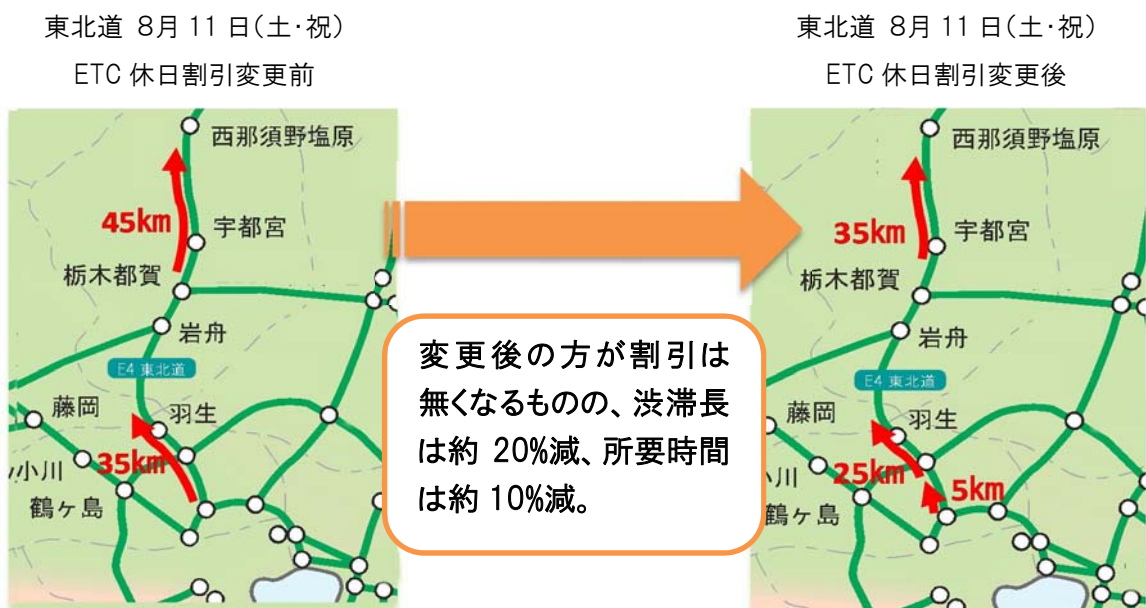 東北道 8月11日(土・祝)
ETC 休日割引変更前
東北道 8月11日(土・祝)
ETC 休日割引変更後
西那須野塩原
45km
宇都宮
栃木都賀
岩舟
E4 東北道
藤岡
羽生
35km
小川
鶴ヶ島
変更後の方が割引は
無くなるものの、渋滞長
は約 20%減、所要時間
は約 10%減。
西那須野塩原
35km
宇都宮
栃木都賀
岩舟
E4 東北道
藤岡
羽生
25km
5km
川
鶴ヶ島